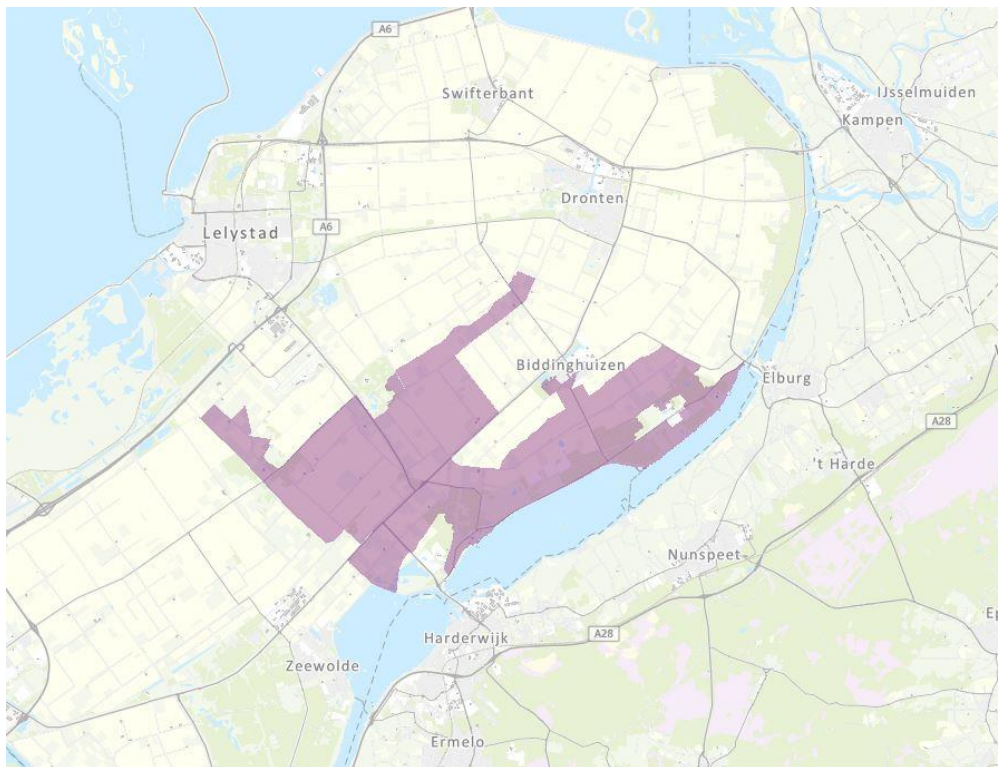 A6
Swifterbant
IJsselmuiden
Kampen
Dronten
A6
Lelystad
Biddinghuizen
Elburg
A28
't Harde
Nunspeet
A28
Harderwijk
Zeewolde
Ermelo